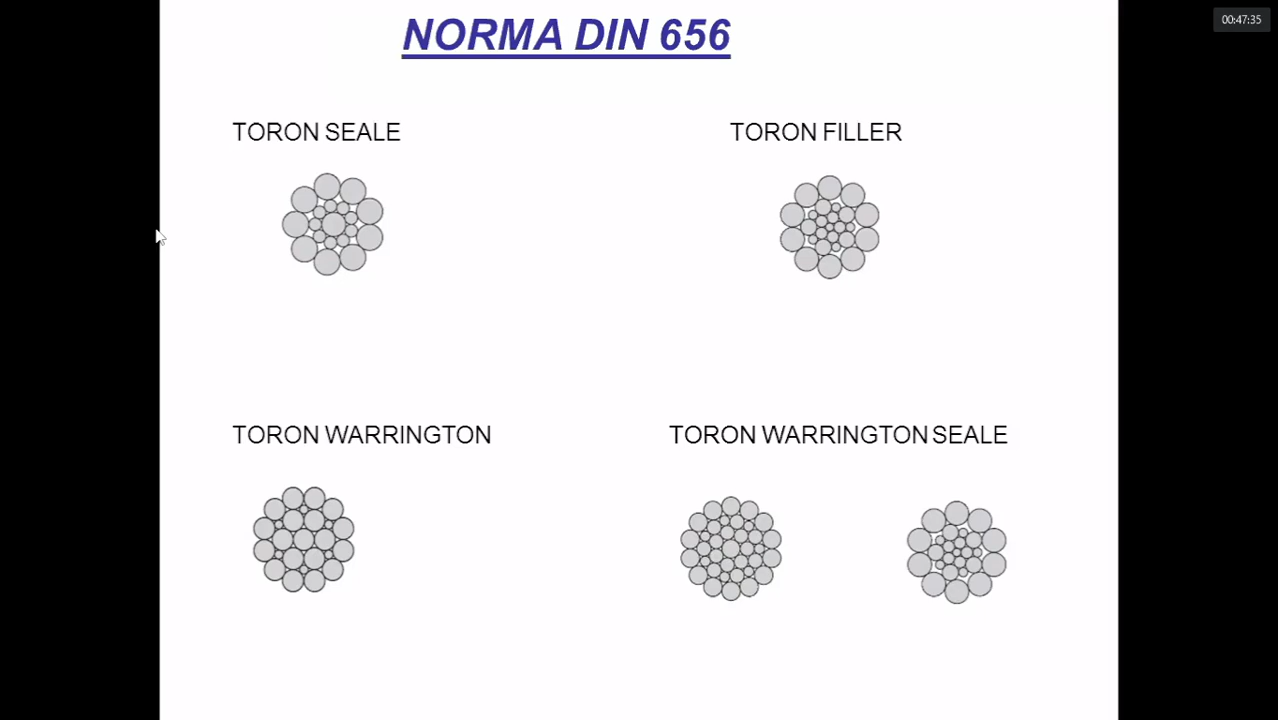 NORMA DIN 656
00:47:35
TORON SEALE
TORON FILLER
TORON WARRINGTON
TORON WARRINGTON SEALE